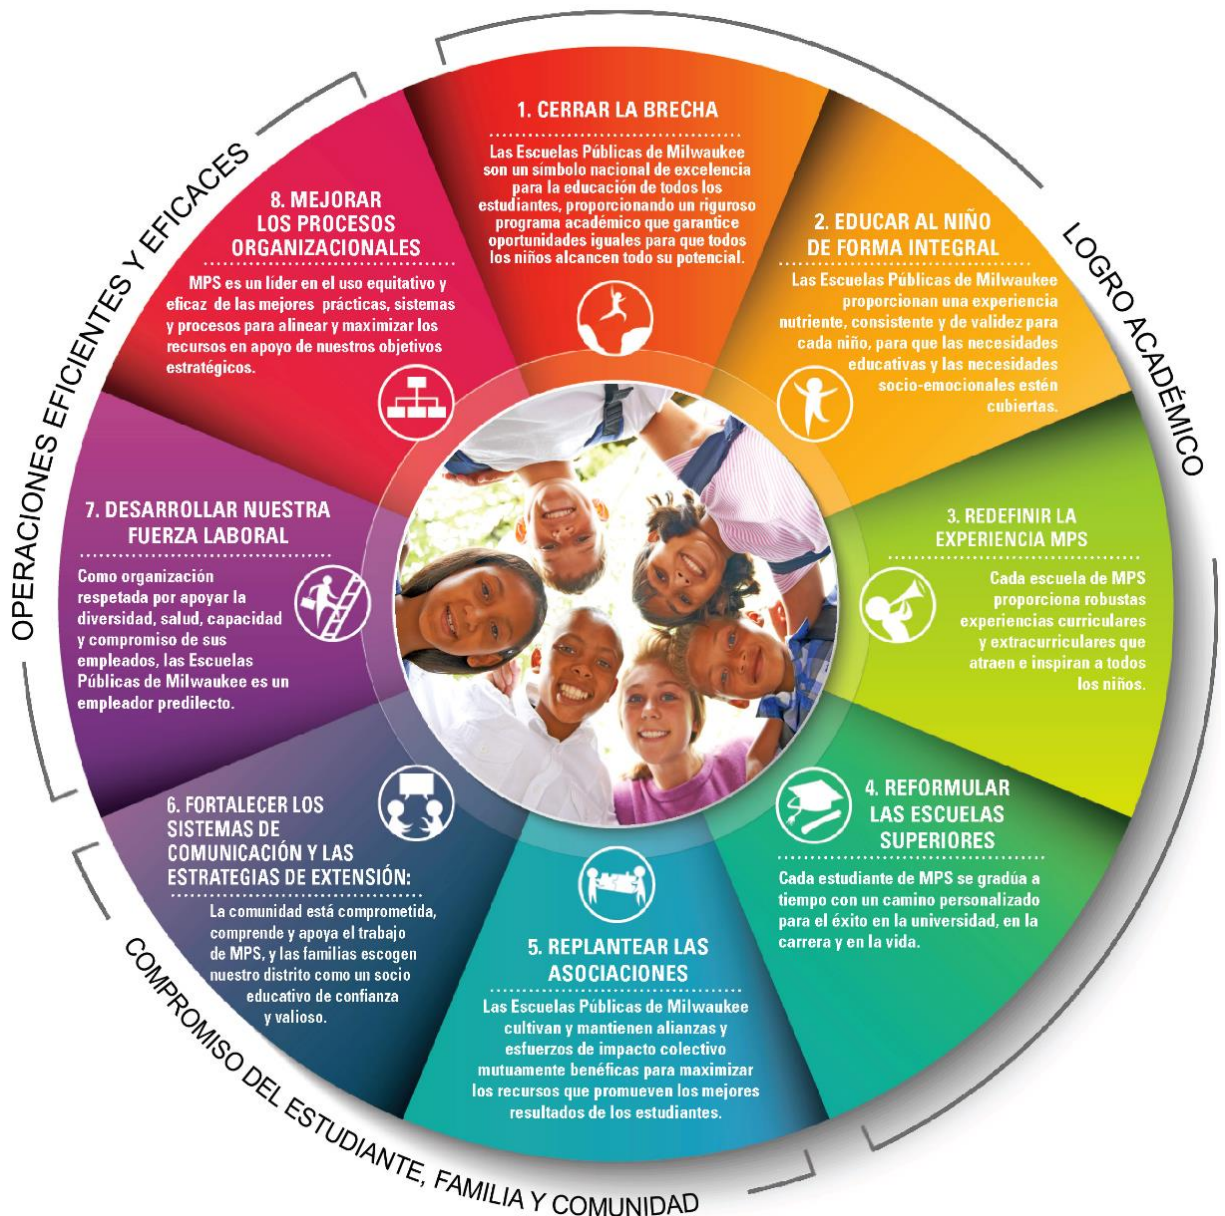 1. CERRAR LA BRECHA
Las Escuelas Públicas de Milwaukee
son un símbolo nacional de excelencia
para la educación de todos los
estudiantes, proporcionando un riguroso
programa académico que garantice
oportunidades iguales para que todos
los niños alcancen todo su potencial.
2. EDUCAR AL NIÑO
DE FORMA INTEGRAL
Las Escuelas Públicas de Milwaukee
proporcionan una experiencia
nutriente, consistente y de validez para
cada niño, para que las necesidades
educativas y las necesidades
socio-emocionales estén
cubiertas.
3. REDEFINIR LA
EXPERIENCIA MPS
Cada escuela de MPS
proporciona robustas
experiencias curriculares
y extracurriculares que
atraen e inspiran a todos
los niños.
4. REFORMULAR
LAS ESCUELAS
SUPERIORES
Cada estudiante de MPS se gradúa a
tiempo con un camino personalizado
para el éxito en la universidad, en la
carrera y en la vida.
5. REPLANTEAR LAS
ASOCIACIONES
Las Escuelas Públicas de Milwaukee
cultivan y mantienen alianzas y
esfuerzos de impacto colectivo
mutuamente benéficas para maximizar
los recursos que promueven los mejores
resultados de los estudiantes.
6. FORTALECER LOS
SISTEMAS DE
COMUNICACIÓN Y LAS
ESTRATEGIAS DE EXTENSIÓN:
La comunidad está comprometida,
comprende y apoya el trabajo
de MPS, y las familias escogen
nuestro distrito como un socio
educativo de confianza
y valioso.
7. DESARROLLAR NUESTRA
FUERZA LABORAL
Como organización
respetada por apoyar la
diversidad, salud, capacidad
y compromiso de sus
empleados, las Escuelas
Públicas de Milwaukee es un
empleador predilecto.
8. MEJORAR
LOS PROCESOS
ORGANIZACIONALES
MPS es un líder en el uso equitativo y
eficaz de las mejores prácticas, sistemas
y procesos para alinear y maximizar los
recursos en apoyo de nuestros objetivos
estratégicos.
LOGRO ACADÉMICO
COMPROMISO DEL ESTUDIANTE, FAMILIA Y COMUNIDAD
OPERACIONES EFICIENTES Y EFICACES